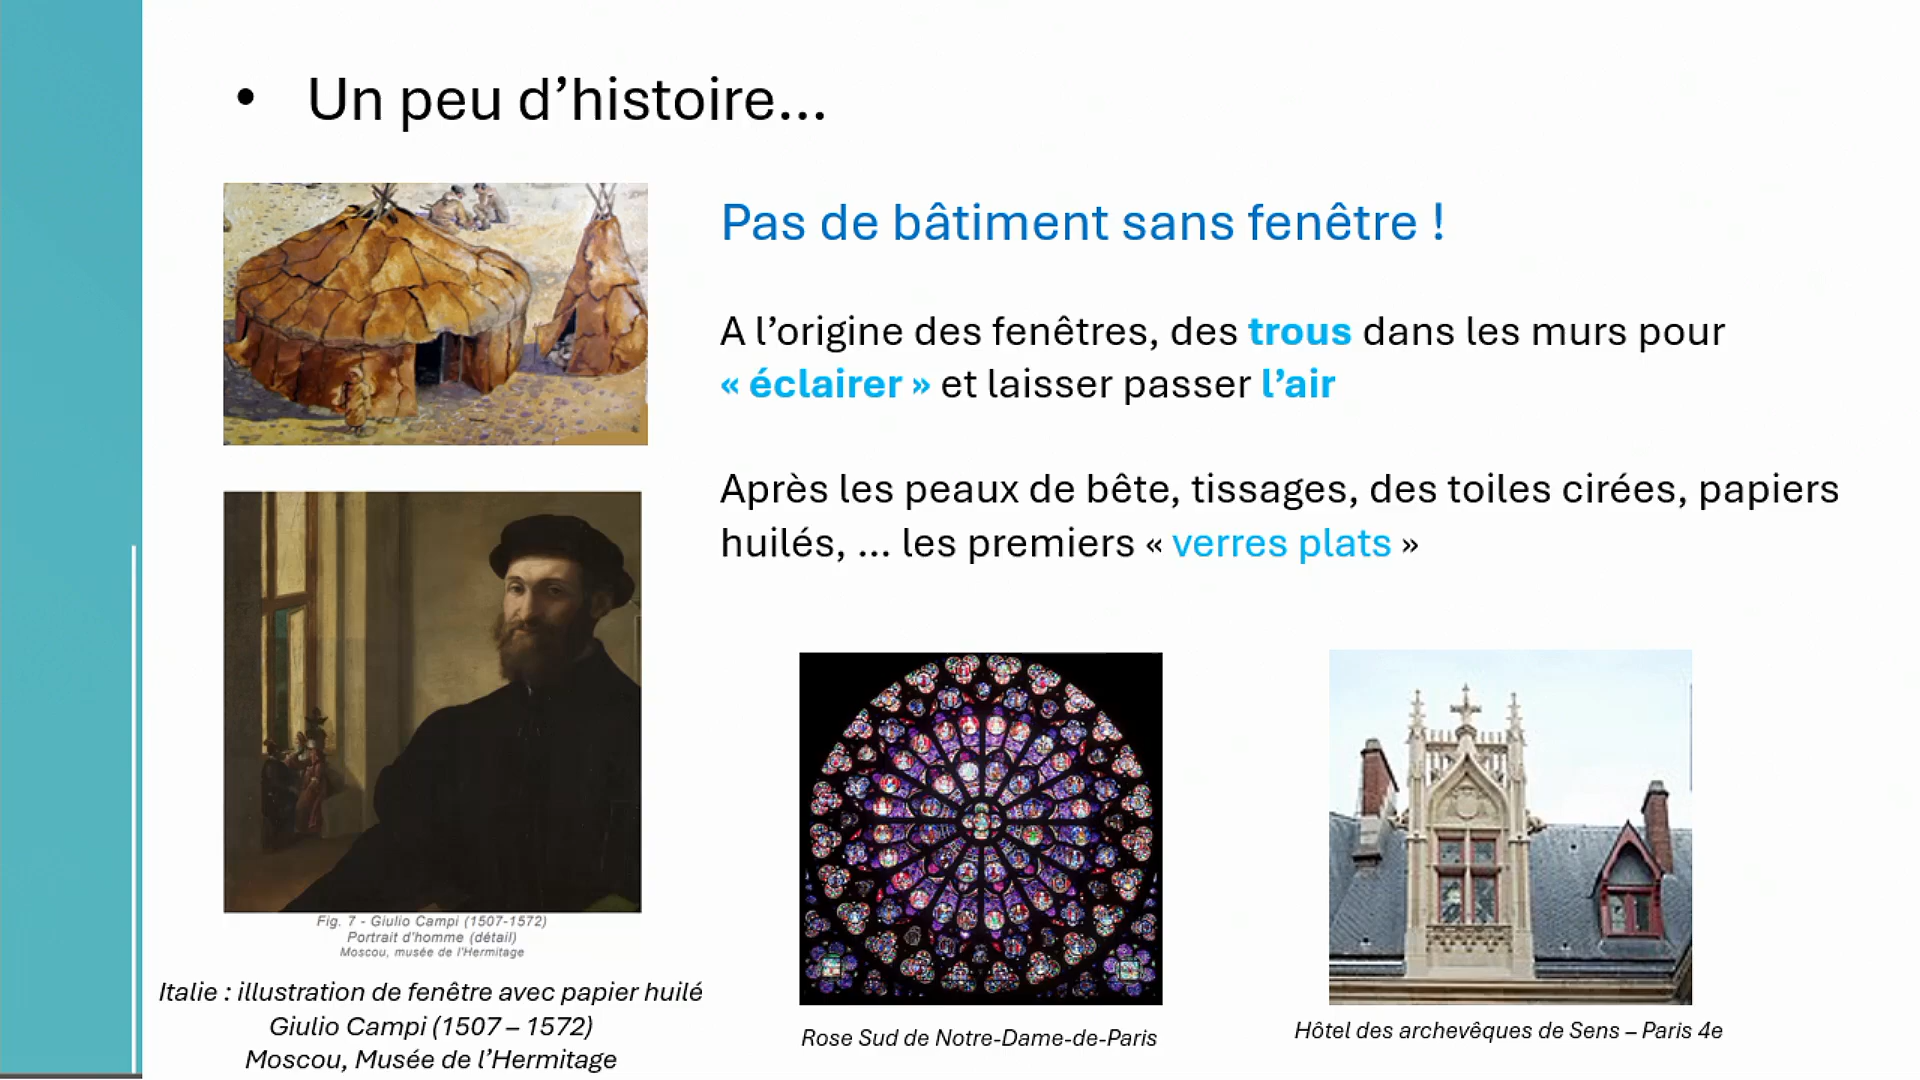 • Un peu d’histoire…
Pas de bâtiment sans fenêtre !
A l’origine des fenêtres, des trous dans les murs pour
« éclairer » et laisser passer l’air
Après les peaux de bête, tissages, des toiles cirées, papiers
huilés, … les premiers « verres plats »
Fig. 7 - Giulio Campi (1507-1572)
Portrait d'homme (détail)
Moscou, musée de l'Hermitage
Italie : illustration de fenêtre avec papier huilé
Giulio Campi (1507 – 1572)
Moscou, Musée de l’Hermitage
Rose Sud de Notre-Dame-de-Paris
Hôtel des archevêques de Sens – Paris 4e